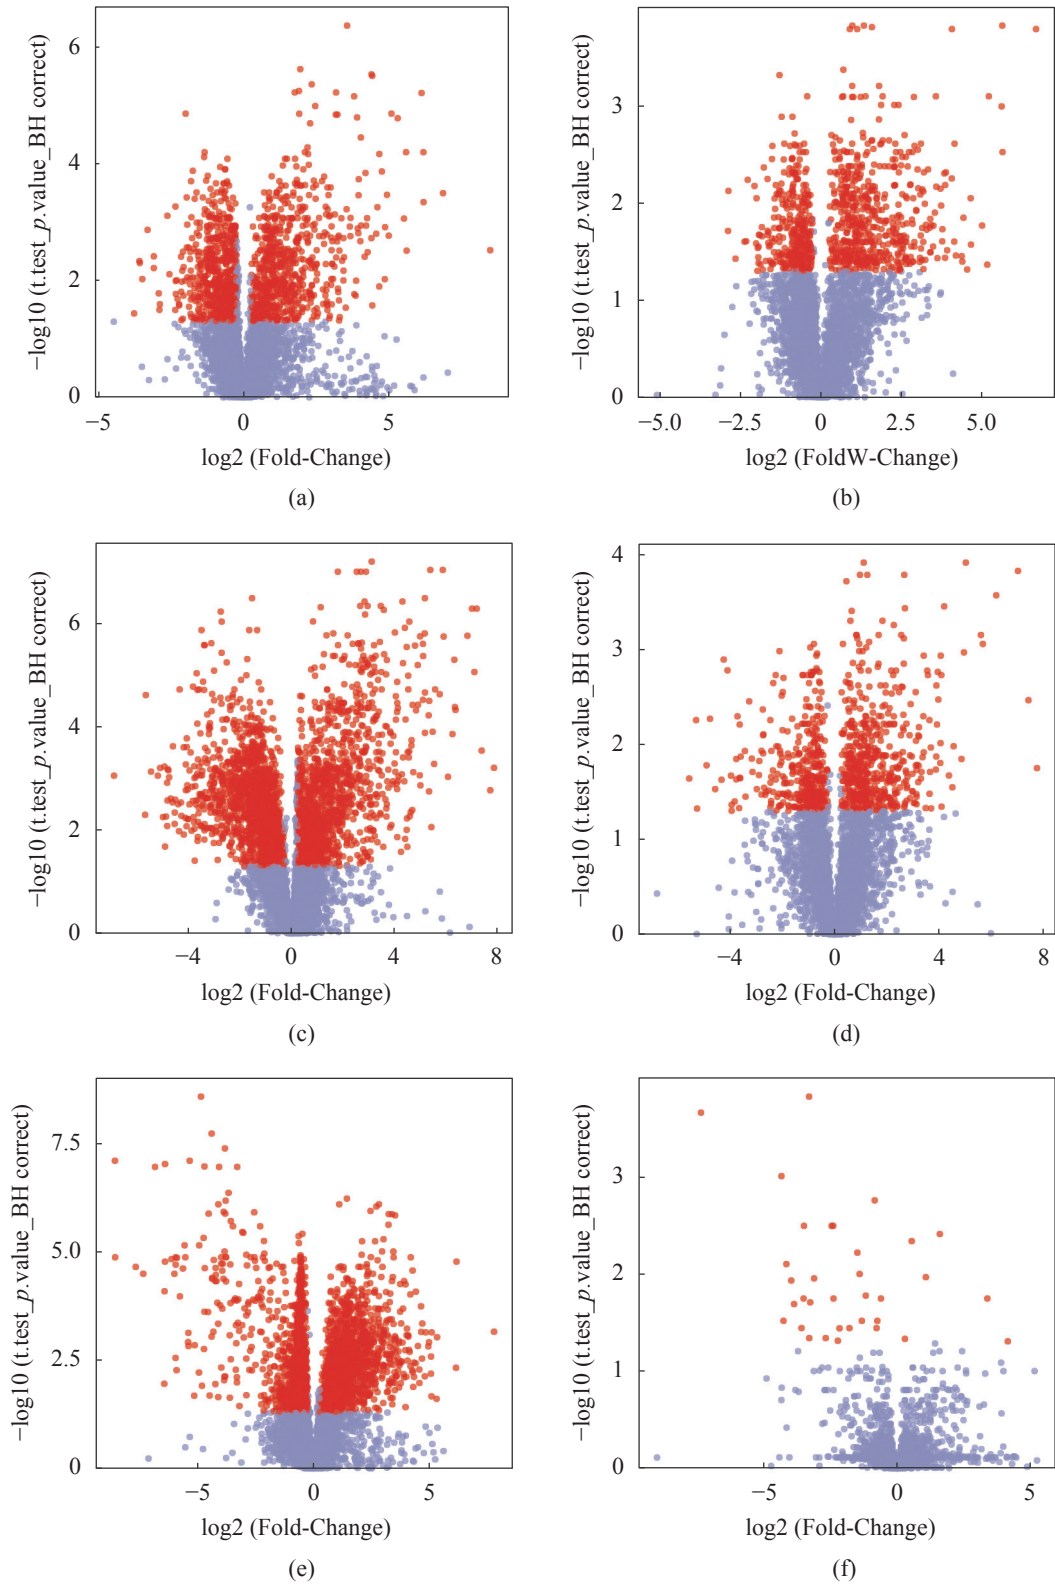 6
4
2
0
−5
0
5
−log10 (t.test_p.value_BH correct)
log2 (Fold-Change)
(a)
3
2
1
0
−5.0
−2.5
0
2.5
5.0
−log10 (t.test_p.value_BH correct)
log2 (FoldW-Change)
(b)
6
4
2
0
−4
0
4
8
−log10 (t.test_p.value_BH correct)
log2 (Fold-Change)
(c)
4
3
2
1
0
−4
0
4
8
−log10 (t.test_p.value_BH correct)
log2 (Fold-Change)
(d)
7.5
5.0
2.5
0
−5
0
5
−log10 (t.test_p.value_BH correct)
log2 (Fold-Change)
(e)
3
2
1
0
−5
0
5
−log10 (t.test_p.value_BH correct)
log2 (Fold-Change)
(f)